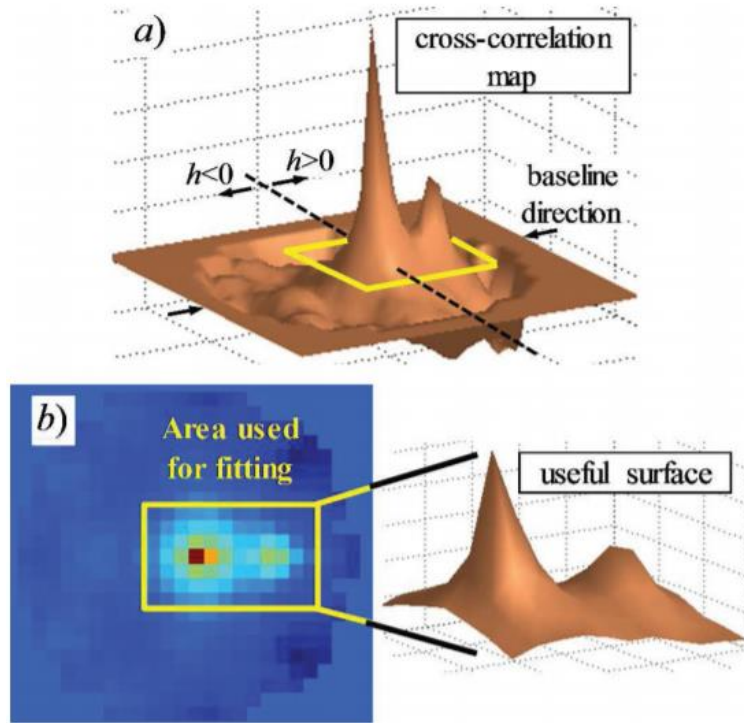 a)
cross-correlation
map
h<0
h>0
baseline
direction
b)
Area used
for fitting
useful surface